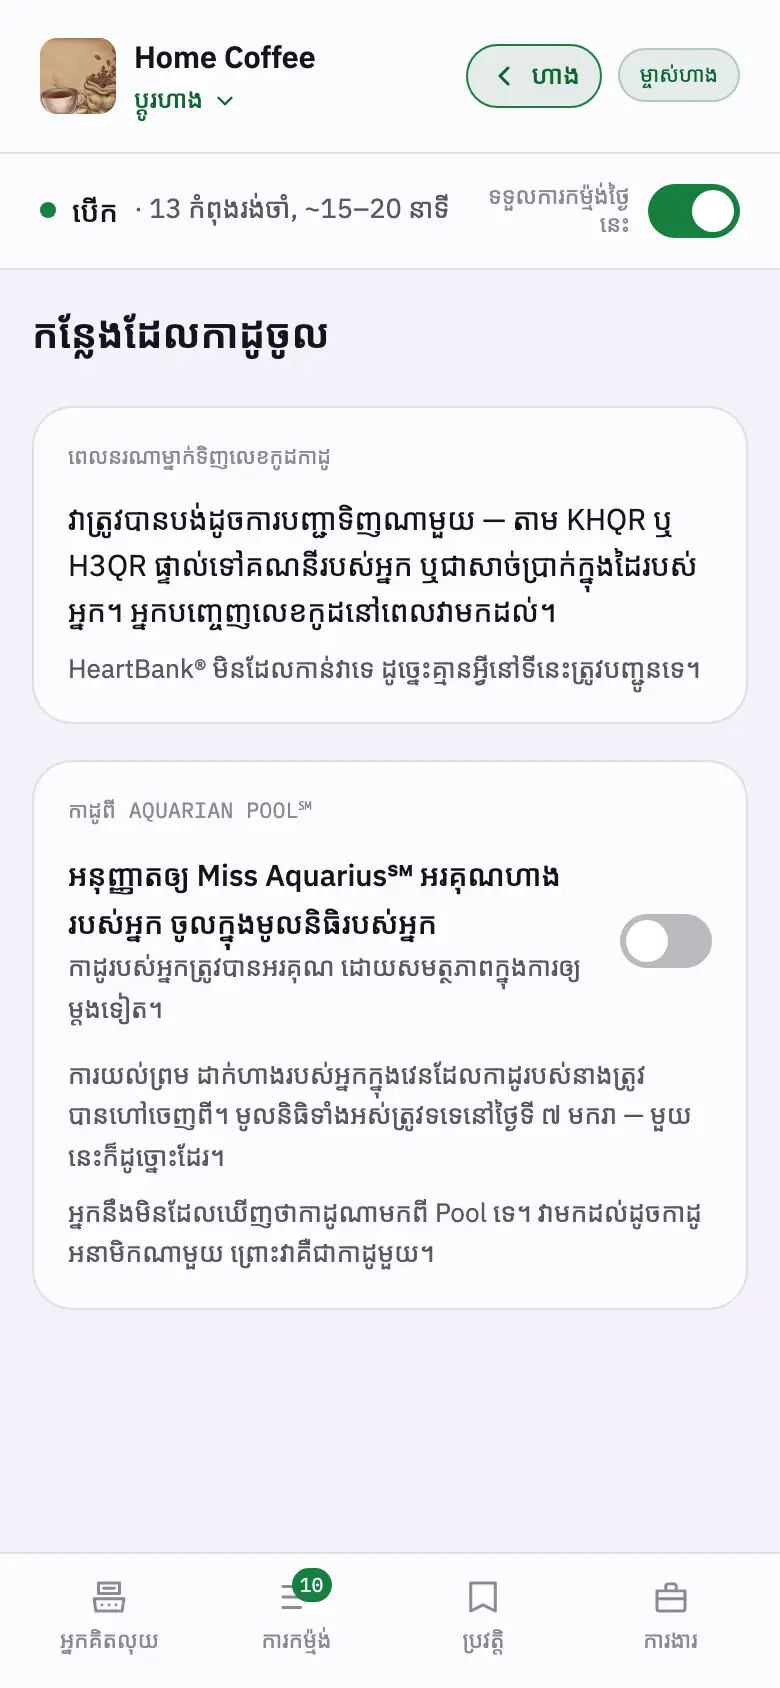 Home Coffee
ប្ដូរហាង
ហាង
ម្ចាស់ហាង
បើក · 13 កំពុងរង់ចាំ, ~15–20 នាទី
ទទួលការកម្ម៉ង់ថ្ងៃ
នេះ
កន្លែងដែលកាដូចូល
ពេលនរណាម្នាក់ទិញលេខកូដកាដូ
វាត្រូវបានបង់ដូចការបញ្ជាទិញណាមួយ — តាម KHQR ឬ
H3QR ផ្ទាល់ទៅគណនីរបស់អ្នក ឬជាសាច់ប្រាក់ក្នុងដៃរបស់
អ្នក។ អ្នកបញ្ចេញលេខកូដនៅពេលវាមកដល់។
HeartBank® មិនដែលកាន់វាទេ ដូច្នេះគ្មានអ្វីនៅទីនេះត្រូវបញ្ជូនទេ។
កាដូពី AQUARIAN POOL℠
អនុញ្ញាតឲ្យ Miss Aquarius℠ អរគុណហាង
របស់អ្នក ចូលក្នុងមូលនិធិរបស់អ្នក
កាដូរបស់អ្នកត្រូវបានអរគុណ ដោយសមត្ថភាពក្នុងការឲ្យ
ម្ដងទៀត។
ការយល់ព្រម ដាក់ហាងរបស់អ្នកក្នុងវេនដែលកាដូរបស់នាងត្រូវ
បានហៅចេញពី។ មូលនិធិទាំងអស់ត្រូវទទេនៅថ្ងៃទី ៧ មករា — មួយ
នេះក៏ដូច្នោះដែរ។
អ្នកនឹងមិនដែលឃើញថាកាដូណាមកពី Pool ទេ។ វាមកដល់ដូចកាដូ
អនាមិកណាមួយ ព្រោះវាគឺជាកាដូមួយ។
10
អ្នកគិតលុយ
ការកម្ម៉ង់
ប្រវត្តិ
ការងារ